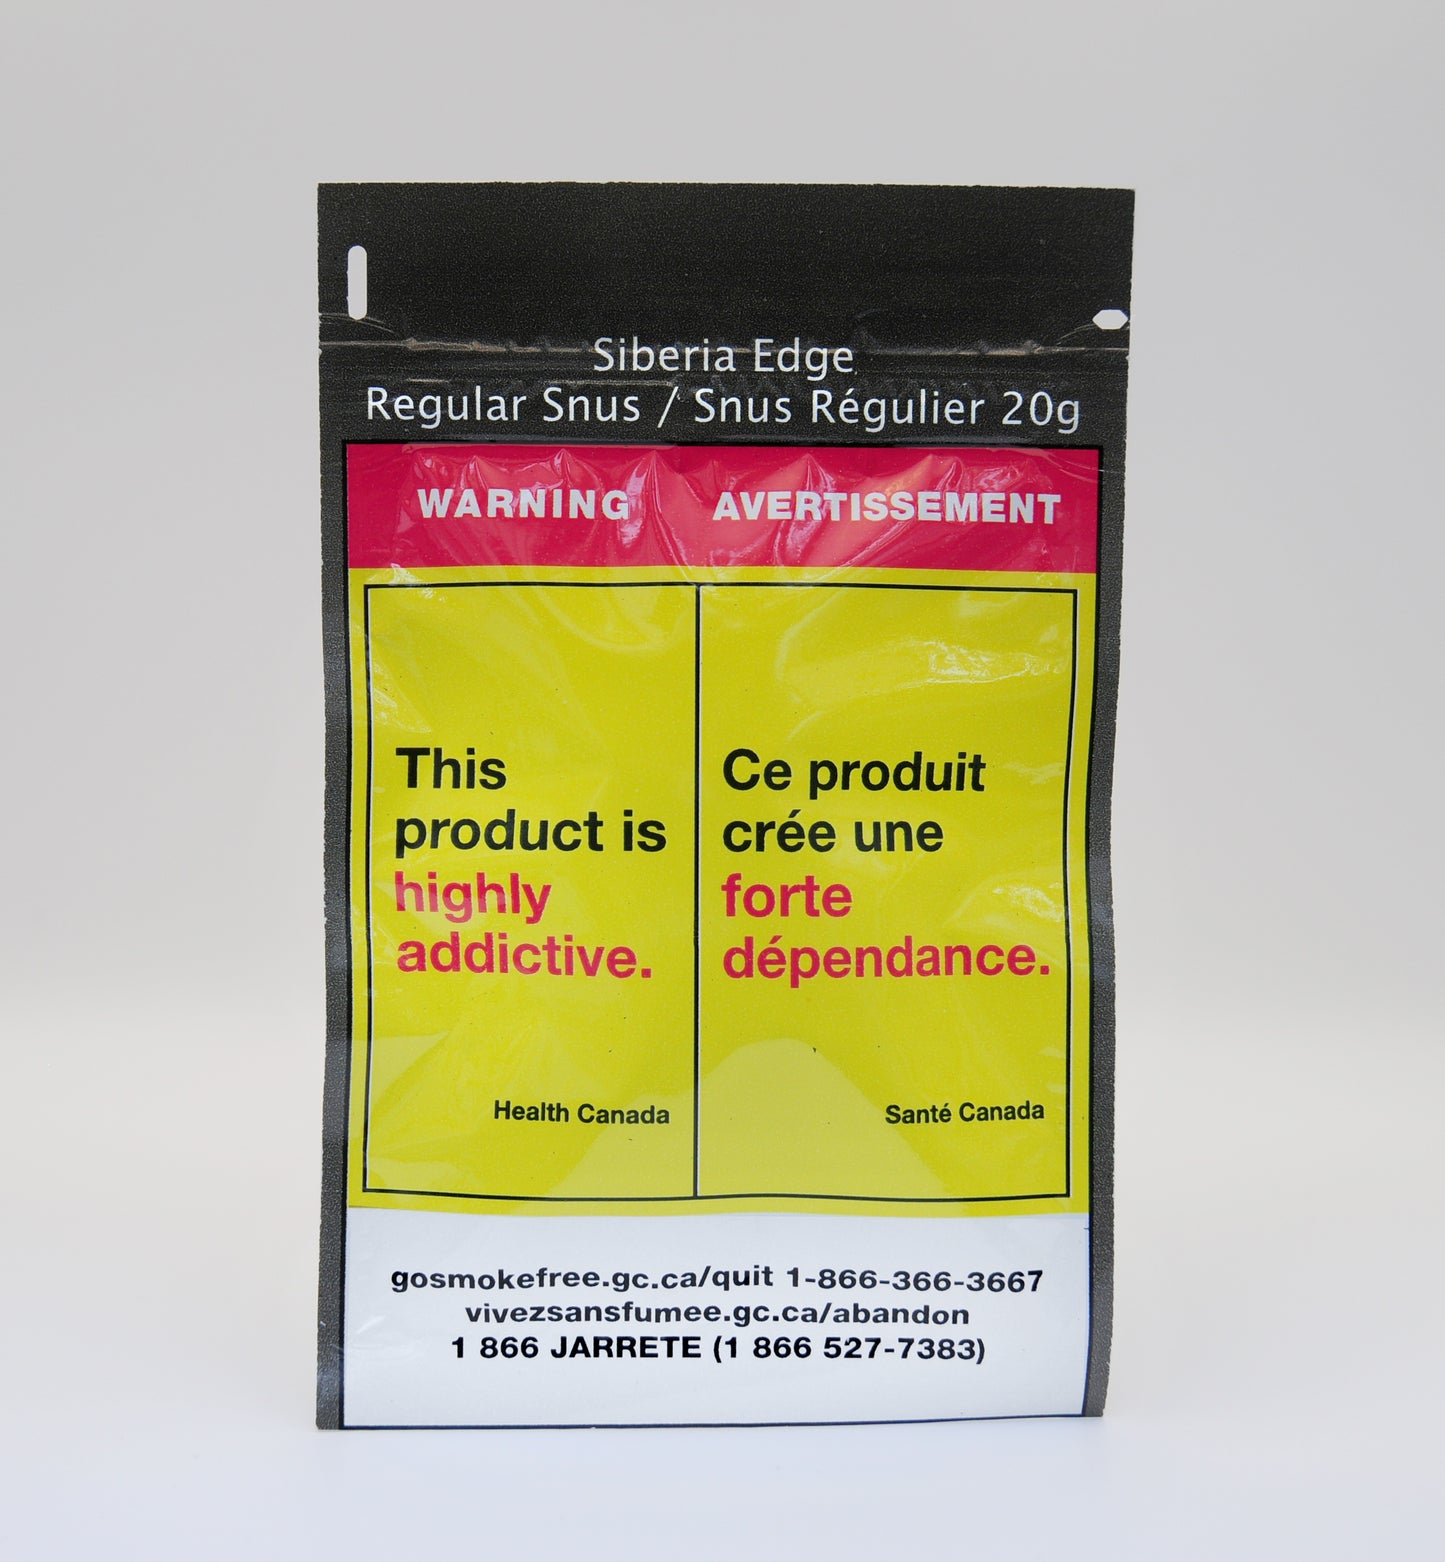 Siberia Edge
Regular Snus / Snus Régulier 20g
WARNING
AVERTISSEMENT
This
product is
highly
addictive.
Health Canada
Ce produit
crée une
forte
dépendance.
Santé Canada
gosmokefree.gc.ca/quit 1-866-366-3667
vivezsansfumee.gc.ca/abandon
1 866 JARRETE (1 866 527-7383)